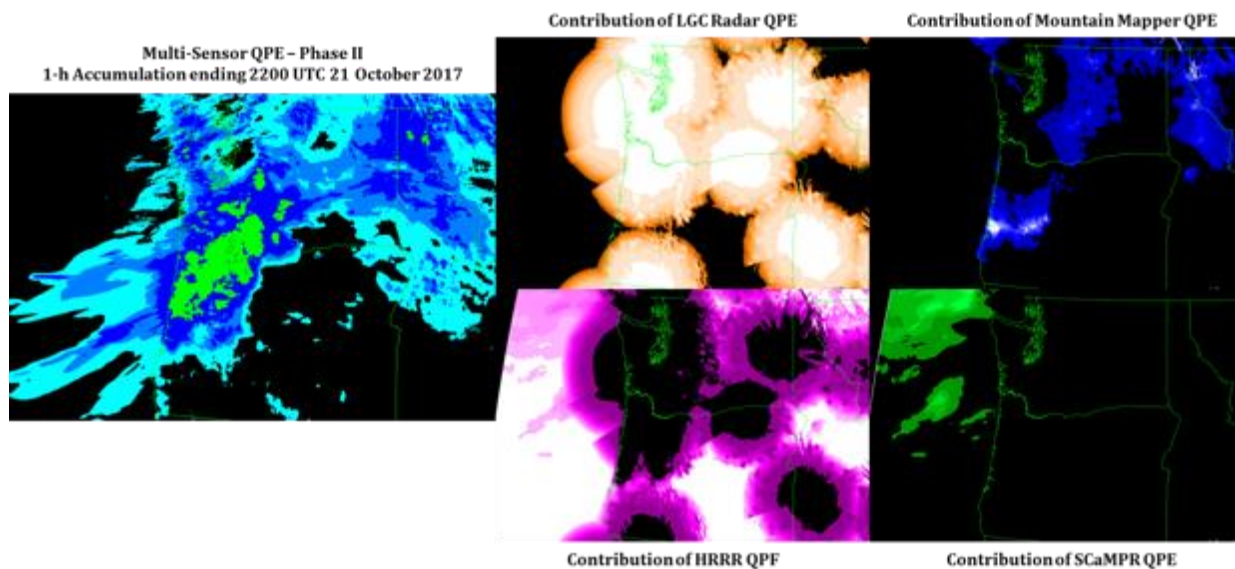 Multi-Sensor QPE – Phase II
1-h Accumulation ending 2200 UTC 21 October 2017
Contribution of LGC Radar QPE
Contribution of Mountain Mapper QPE
Contribution of HRRR QPF
Contribution of SCaMPR QPE